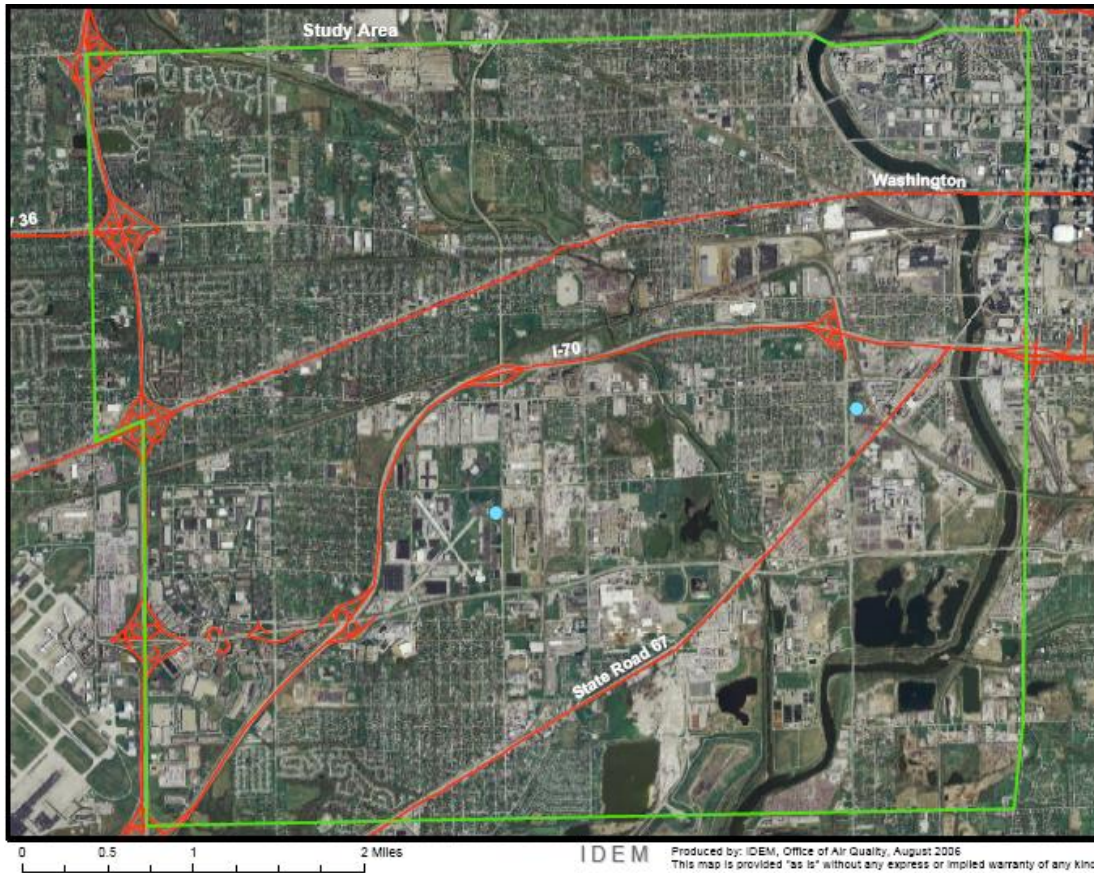 Study Area
Washington
36
I-70
State Road 67
0 0.5 1 2 Miles
IDEM
Produced by: IDEM, Office of Air Quality, August 2006
This map is provided "as is" without any express or implied warranty of any kind